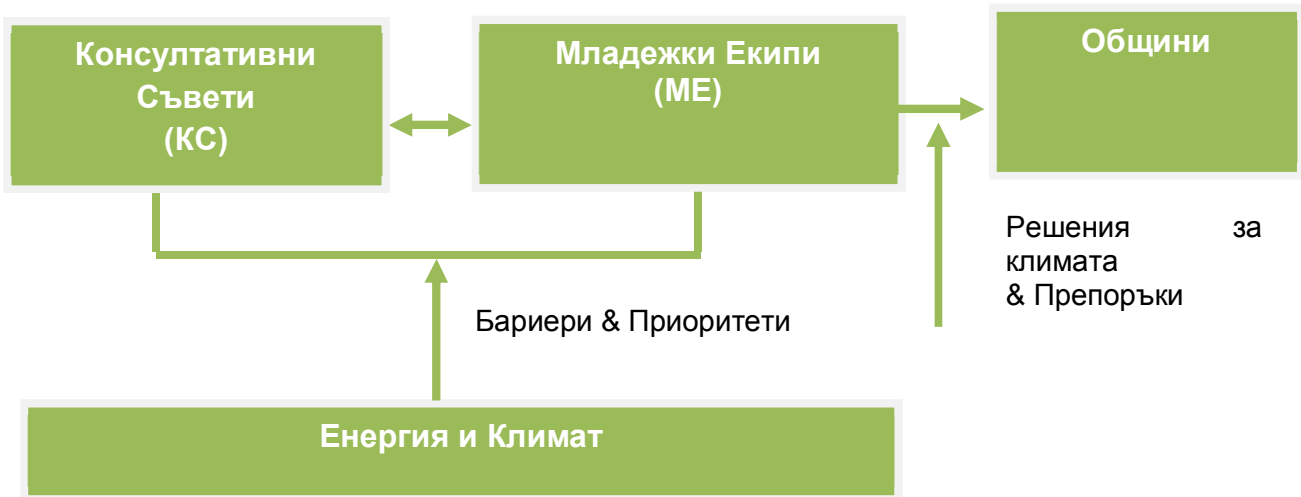 Консултативни
Съвети
(КС)
Младежки Екипи
(МЕ)
Общини
Решения за
климата
& Препоръки
Бариери & Приоритети
Енергия и Климат